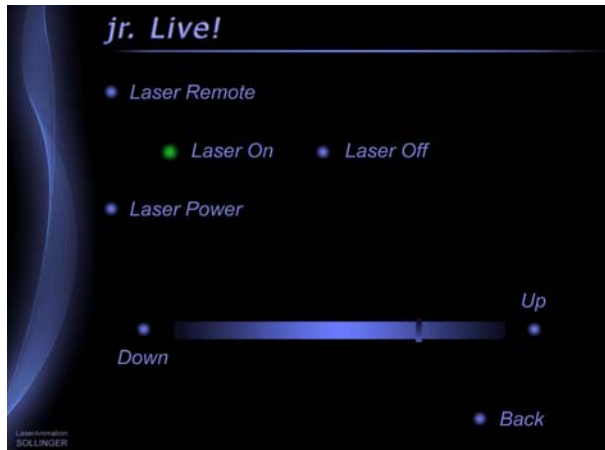 jr. Live!
Laser Remote
Laser On Laser Off
Laser Power
Up
Down
Back
LaserAnimation
SOLLINGER